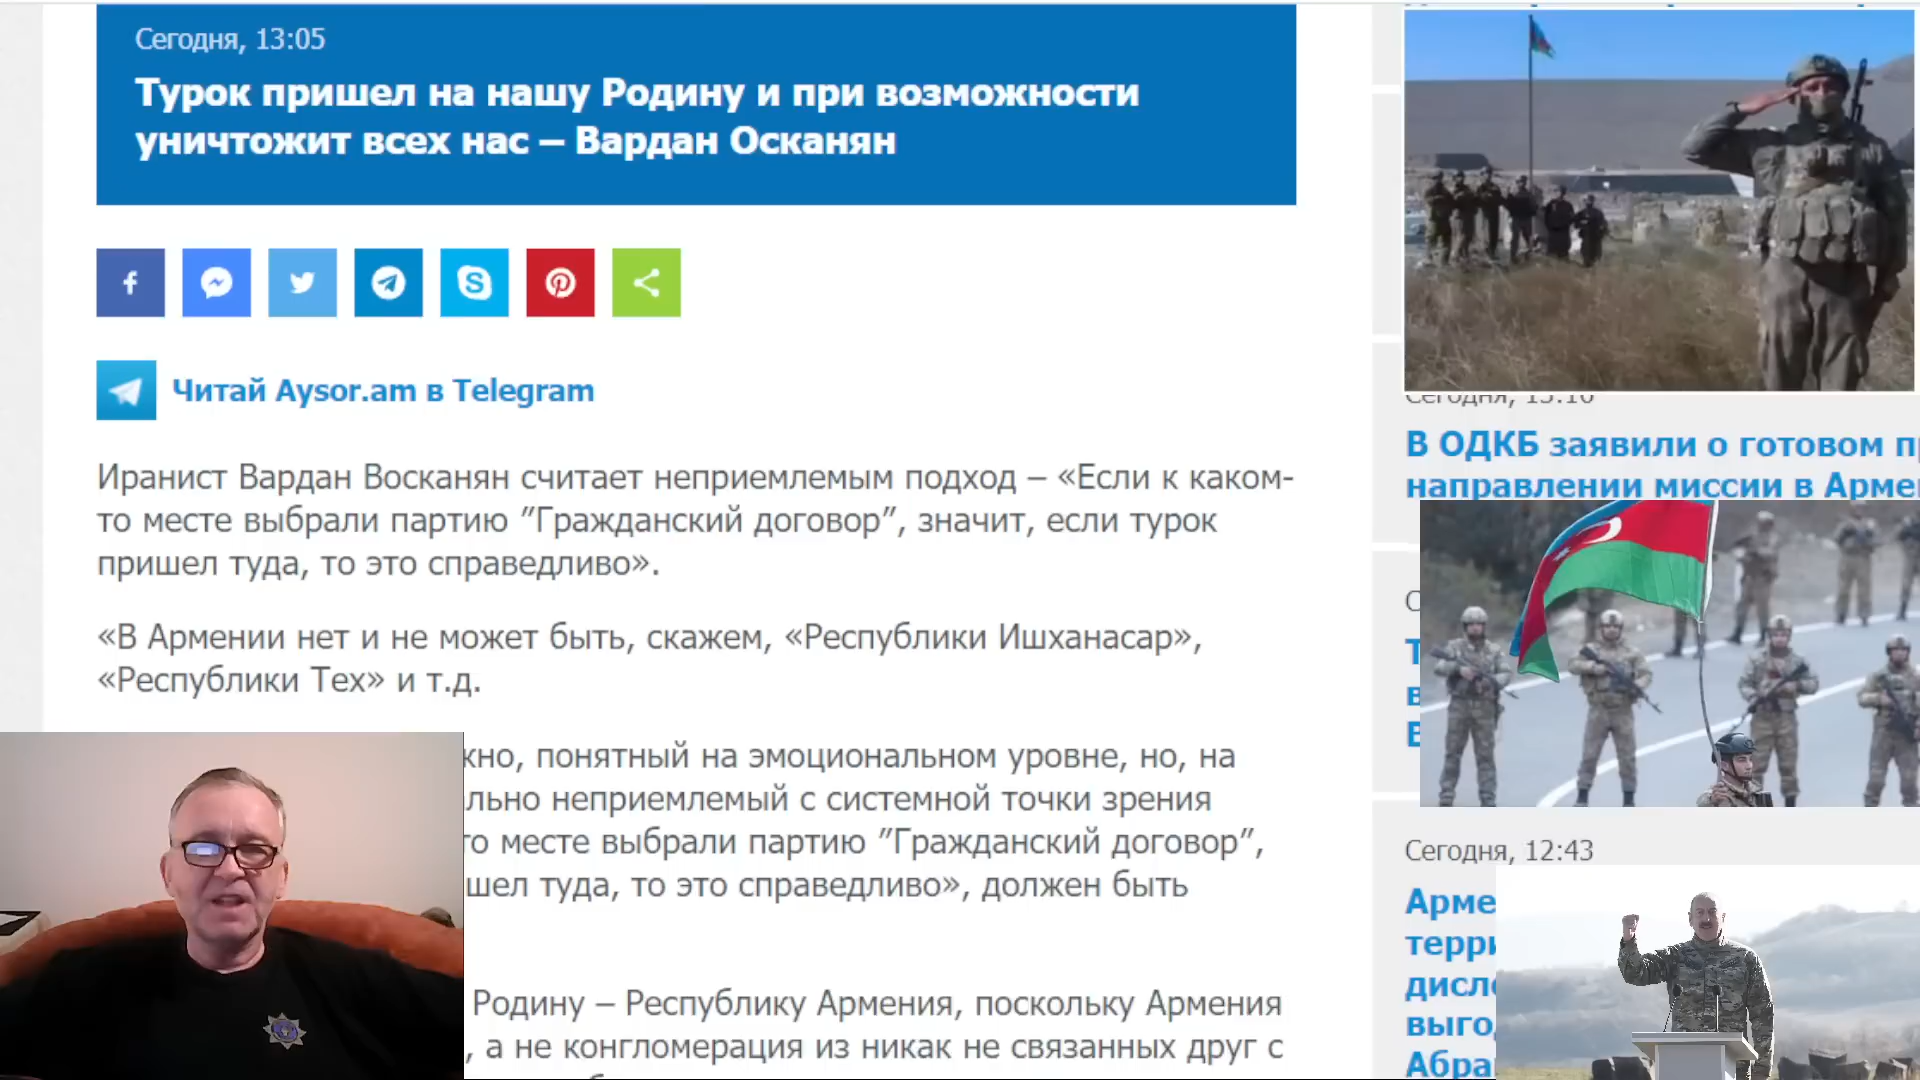 Сегодня, 13:05
Турок пришел на нашу Родину и при возможности
уничтожит всех нас – Вардан Осканян
Читай Aysor.am в Telegram
Иранист Вардан Восканян считает неприемлемым подход – «Если к каком-
то месте выбрали партию ″Гражданский договор″, значит, если турок
пришел туда, то это справедливо».
«В Армении нет и не может быть, скажем, «Республики Ишханасар»,
«Республики Тех» и т.д.
жно, понятный на эмоциональном уровне, но, на
льно неприемлемый с системной точки зрения
то месте выбрали партию ″Гражданский договор″,
шел туда, то это справедливо», должен быть
Родину – Республику Армения, поскольку Армения
, а не конгломерация из никак не связанных друг с
Сегодня, 13:10
В ОДКБ заявили о готовом п
направлении миссии в Арме
С
Т
в
В
Сегодня, 12:43
Арме
терри
дисло
выго
Абра